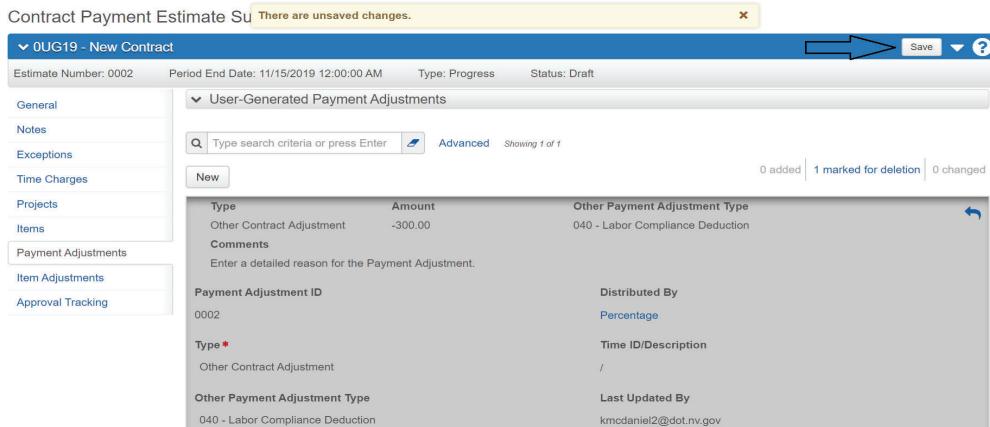 Contract Payment Estimate Su
There are unsaved changes. ×
0UG19 - New Contract
Save ?
Estimate Number: 0002 Period End Date: 11/15/2019 12:00:00 AM Type: Progress Status: Draft
General
Notes
Exceptions
Time Charges
Projects
Items
Payment Adjustments
Item Adjustments
Approval Tracking
User-Generated Payment Adjustments
Type search criteria or press Enter Advanced Showing 1 of 1
New 0 added 1 marked for deletion 0 changed
Type Amount Other Payment Adjustment Type
Other Contract Adjustment -300.00 040 - Labor Compliance Deduction
Comments
Enter a detailed reason for the Payment Adjustment.
Payment Adjustment ID Distributed By
0002 Percentage
Type* Time ID/Description
Other Contract Adjustment /
Other Payment Adjustment Type Last Updated By
040 - Labor Compliance Deduction kmcdaniel2@dot.nv.gov